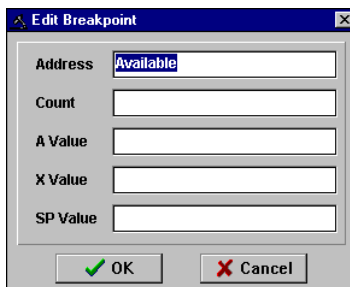 Edit Breakpoint
Address Available
Count
A Value
X Value
SP Value
OK Cancel